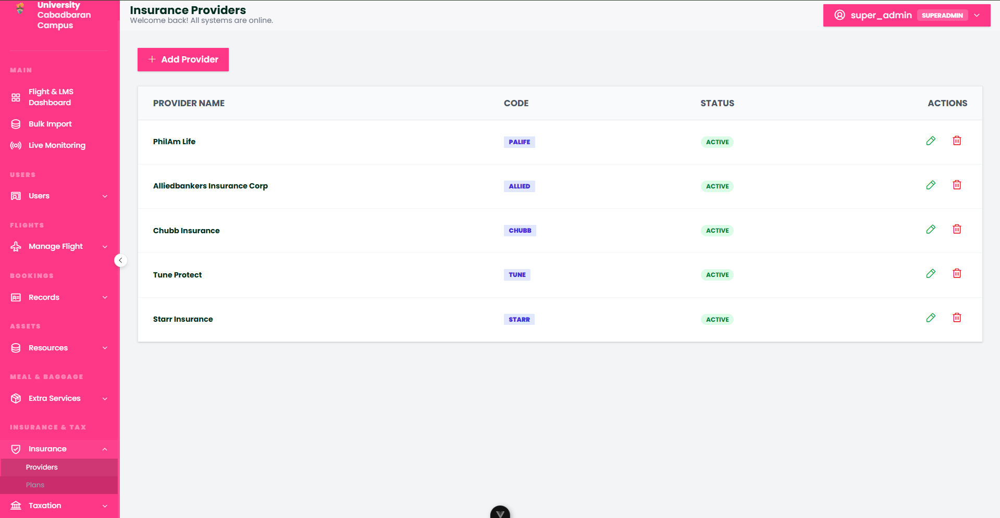 University
Cabadbaran
Campus
MAIN
Flight & LMS
Dashboard
Bulk Import
Live Monitoring
USERS
Users
FLIGHTS
Manage Flight
BOOKINGS
Records
ASSETS
Resources
MEAL & BAGGAGE
Extra Services
INSURANCE & TAX
Insurance
Providers
Plans
Taxation
Insurance Providers
Welcome back! All systems are online.
super_admin SUPERADMIN
Add Provider
PROVIDER NAME CODE STATUS ACTIONS
PhilAm Life PALIFE ACTIVE
Alliedbankers Insurance Corp ALLIED ACTIVE
Chubb Insurance CHUBB ACTIVE
Tune Protect TUNE ACTIVE
Starr Insurance STARR ACTIVE